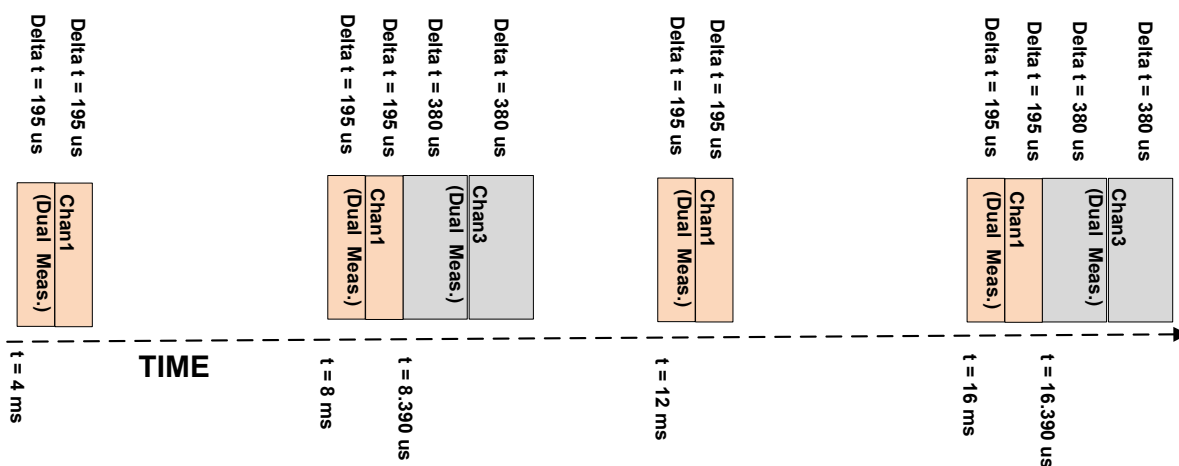 Delta t = 195 us
Delta t = 195 us
Delta t = 195 us
Delta t = 195 us
Delta t = 380 us
Delta t = 380 us
Delta t = 195 us
Delta t = 195 us
Delta t = 195 us
Delta t = 195 us
Delta t = 380 us
Delta t = 380 us
Chan1
(Dual Meas.)
Chan1
(Dual Meas.)
Chan3
(Dual Meas.)
Chan1
(Dual Meas.)
Chan1
(Dual Meas.)
Chan3
(Dual Meas.)
t = 4 ms
TIME
t = 8 ms
t = 8.390 us
t = 12 ms
t = 16 ms
t = 16.390 us